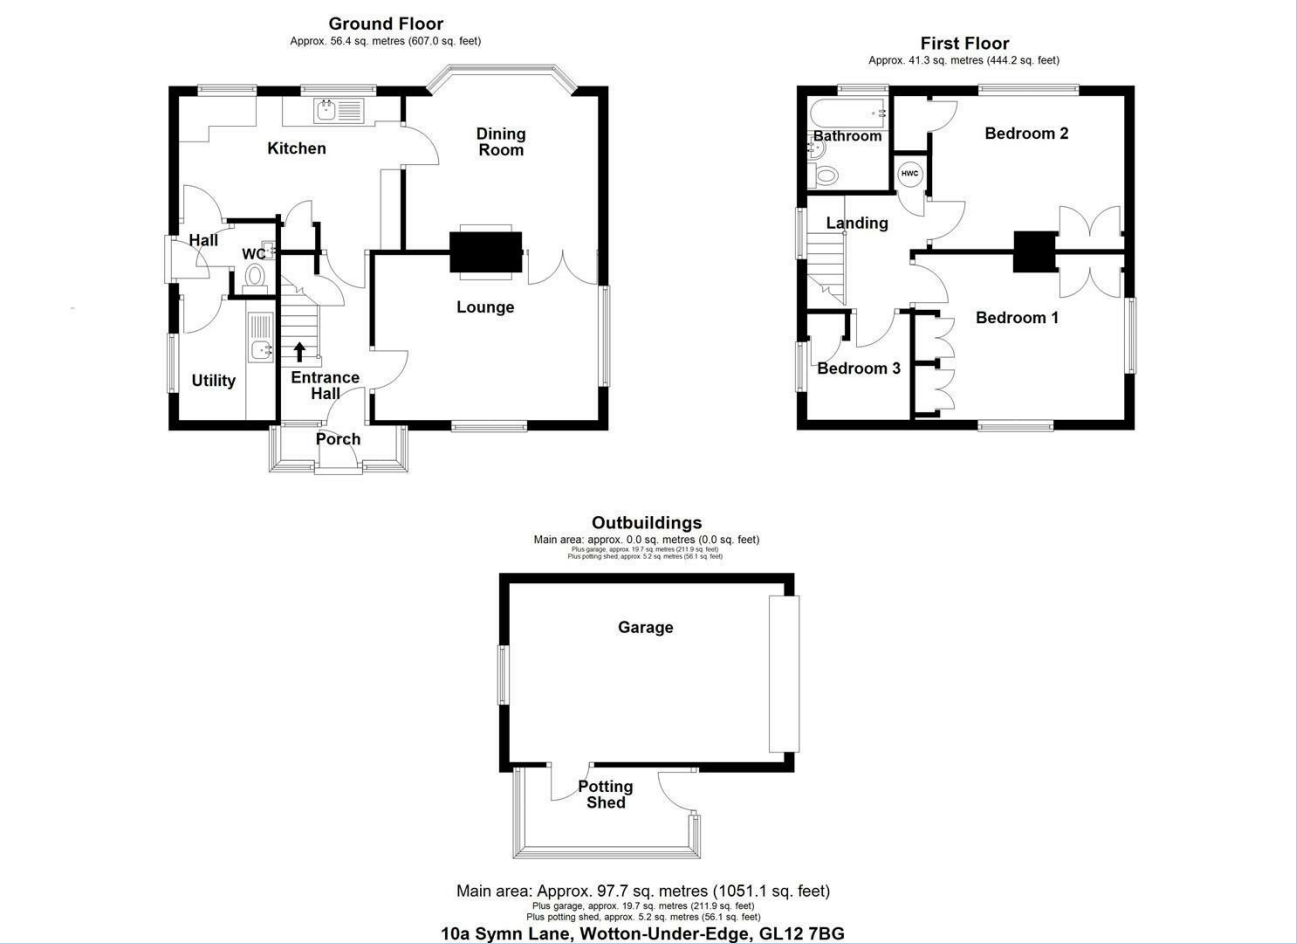 Ground Floor
Approx. 56.4 sq. metres (607.0 sq. feet)
First Floor
Approx. 41.3 sq. metres (444.2 sq. feet)
Kitchen
Dining
Room
Hall
WC
Lounge
Utility
Entrance
Hall
Porch
Bathroom
Bedroom 2
HWC
Landing
Bedroom 1
Bedroom 3
Outbuildings
Main area: approx. 0.0 sq. metres (0.0 sq. feet)
Plus garage, approx. 19.7 sq. metres (211.9 sq. feet)
Plus potting shed, approx. 5.2 sq. metres (56.1 sq. feet)
Garage
Potting
Shed
Main area: Approx. 97.7 sq. metres (1051.1 sq. feet)
Plus garage, approx. 19.7 sq. metres (211.9 sq. feet)
Plus potting shed, approx. 5.2 sq. metres (56.1 sq. feet)
10a Symn Lane, Wotton-Under-Edge, GL12 7BG